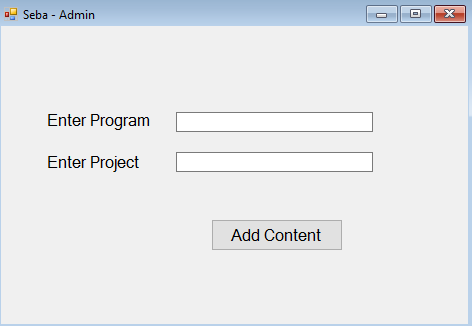 Seba - Admin
Enter Program
Enter Project
Add Content